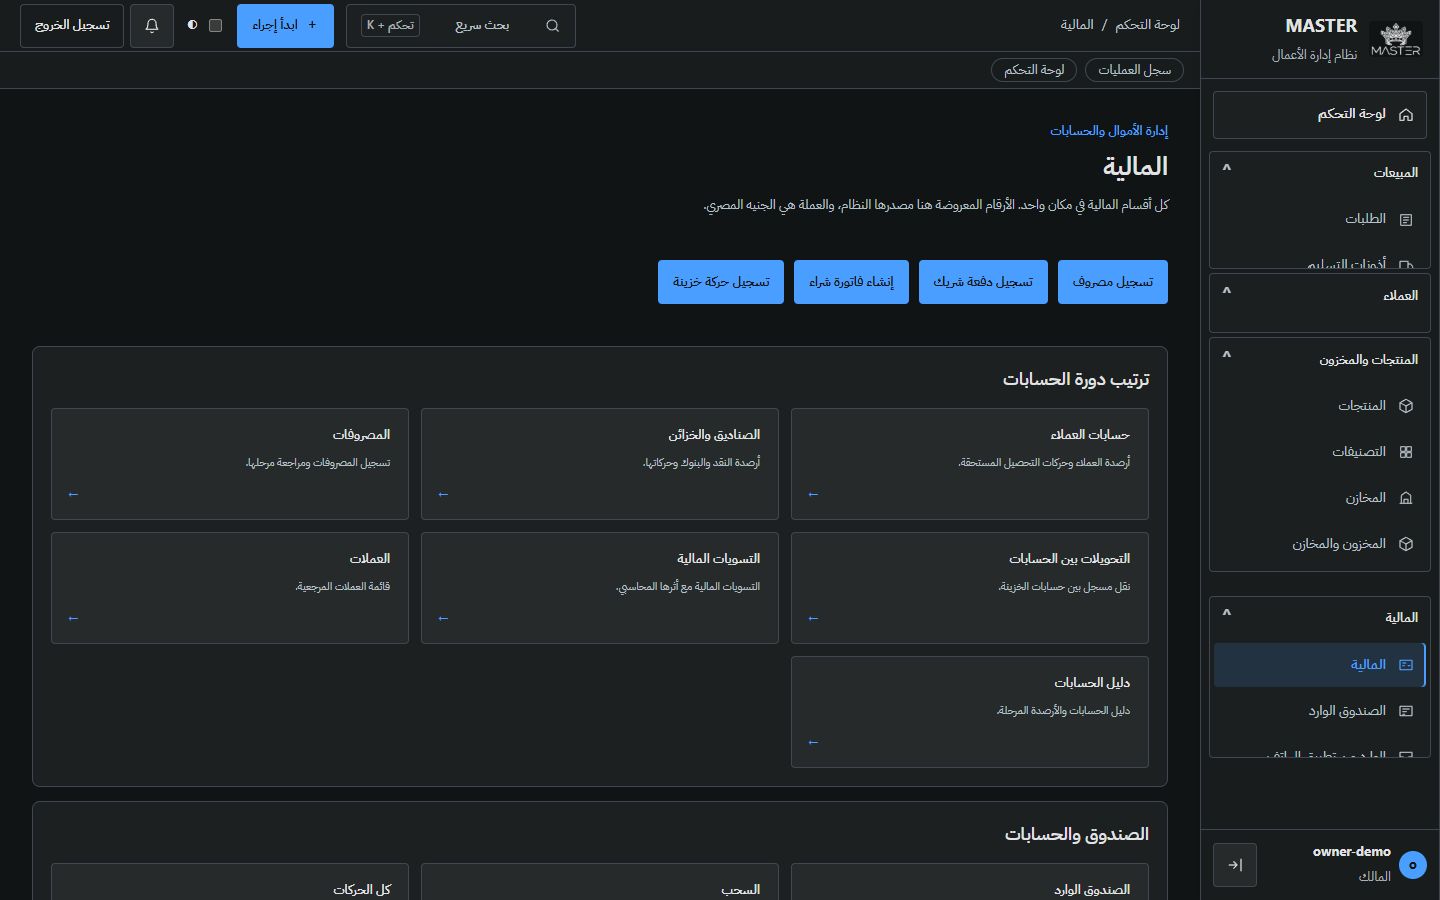 MASTER
نظام إدارة الأعمال
MASTER
لوحة التحكم
المبيعات
الطلبات
أذونات التسليم
العملاء
المنتجات والمخزون
المنتجات
التصنيفات
المخازن
المخزون والمخازن
المالية
المالية
الصندوق الوارد
owner-demo
المالك
o
لوحة التحكم / المالية
بحث سريع
تحكم + K
+ ابدأ إجراء
تسجيل الخروج
سجل العمليات
لوحة التحكم
إدارة الأموال والحسابات
المالية
كل أقسام المالية في مكان واحد. الأرقام المعروضة هنا مصدرها النظام، والعملة هي الجنيه المصري.
تسجيل مصروف
تسجيل دفعة شريك
إنشاء فاتورة شراء
تسجيل حركة خزينة
ترتيب دورة الحسابات
حسابات العملاء
أرصدة العملاء وحركات التحصيل المستحقة.
←
الصناديق والخزائن
أرصدة النقد والبنوك وحركاتها.
←
المصروفات
تسجيل المصروفات ومراجعة مرحلها.
←
التحويلات بين الحسابات
نقل مسجل بين حسابات الخزينة.
←
التسويات المالية
التسويات المالية مع أثرها المحاسبي.
←
العملات
قائمة العملات المرجعية.
←
دليل الحسابات
دليل الحسابات والأرصدة المرحلة.
←
الصندوق والحسابات
الصندوق الوارد
السحب
كل الحركات